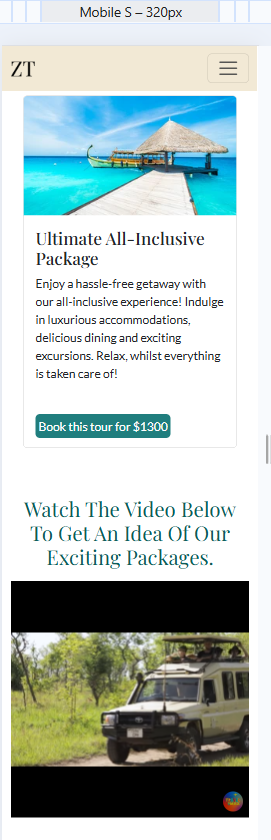 Mobile S – 320px
ZT
Ultimate All-Inclusive
Package
Enjoy a hassle-free getaway with
our all-inclusive experience! Indulge
in luxurious accommodations,
delicious dining and exciting
excursions. Relax, whilst everything
is taken care of!
Book this tour for $1300
Watch The Video Below
To Get An Idea Of Our
Exciting Packages.